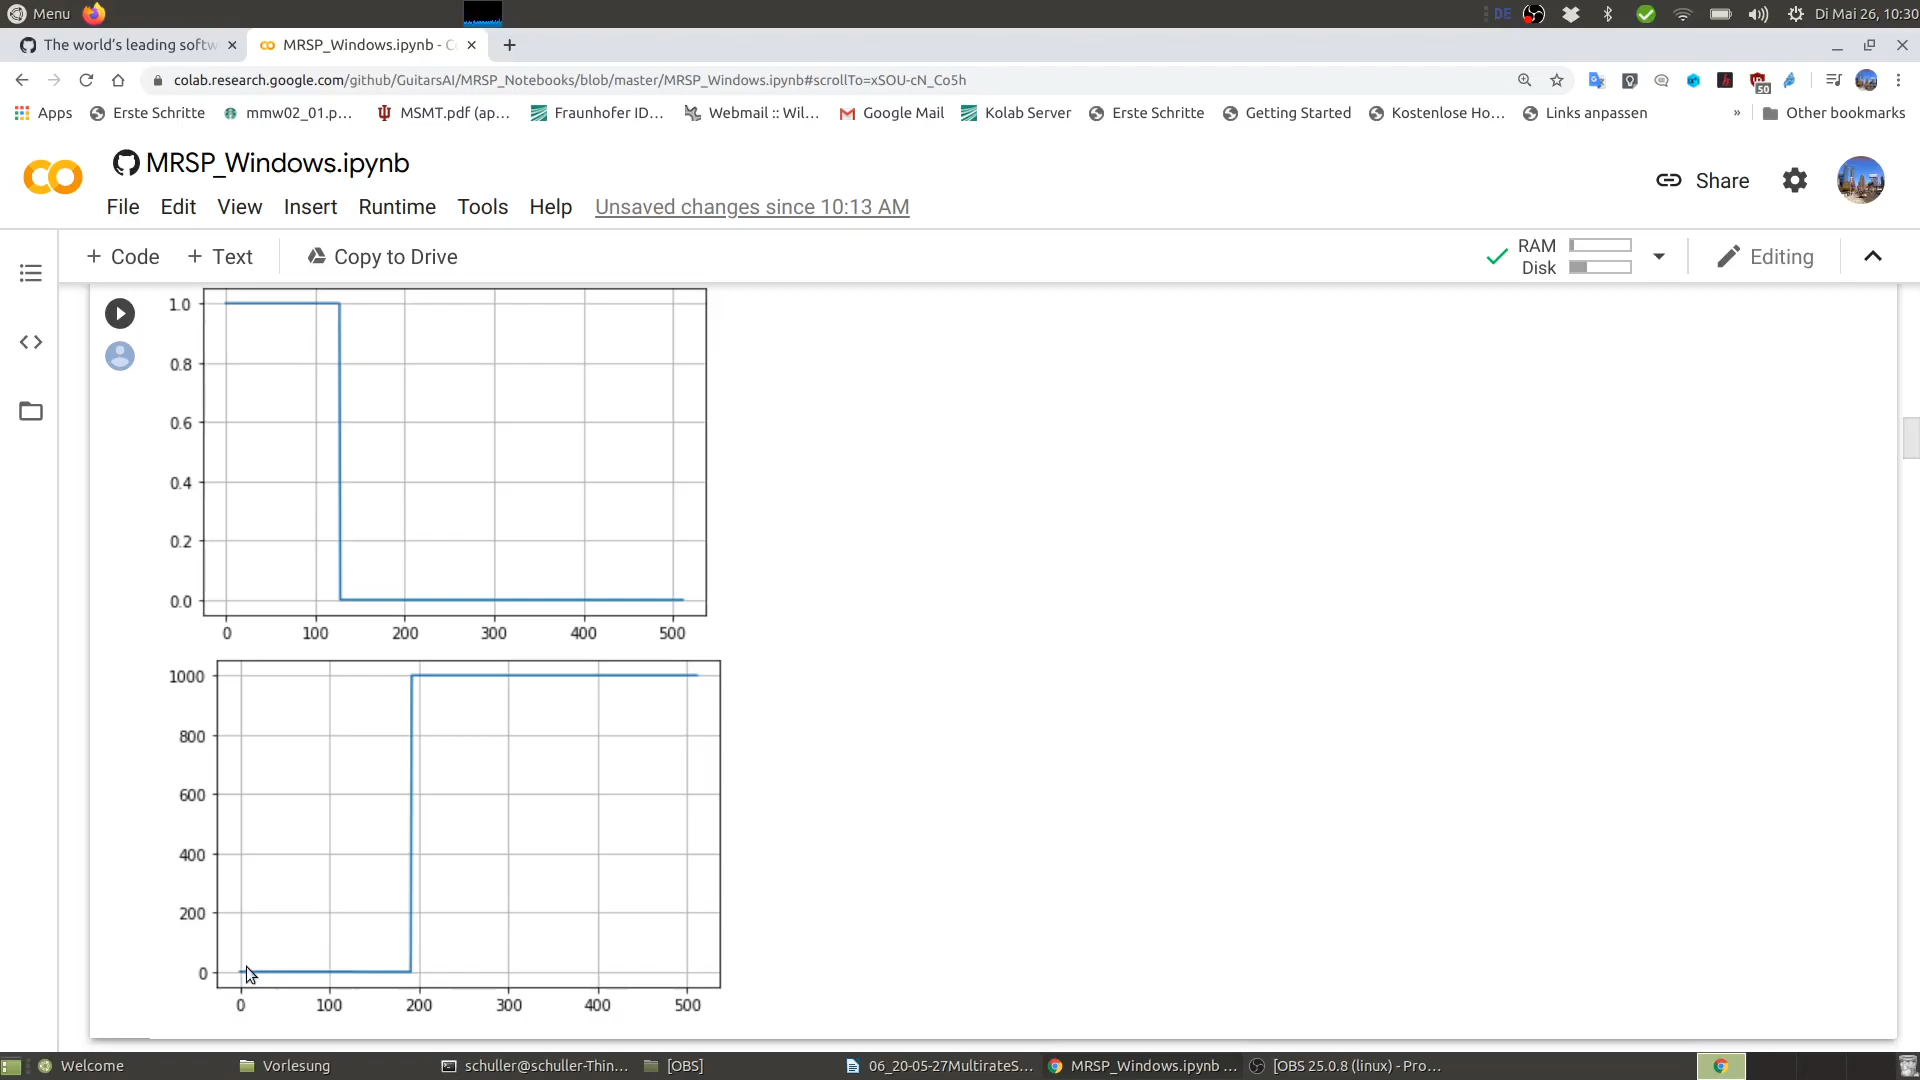 Menu
DE
Di Mai 26, 10:30
The world's leading softw
MRSP_Windows.ipynb - C
colab.research.google.com/github/GuitarsAI/MRSP_Notebooks/blob/master/MRSP_Windows.ipynb#scrollTo=xSOU-cN_Co5h
50
Apps
Erste Schritte
mmw02_01.p...
MSMT.pdf (ap...
Fraunhofer ID...
Webmail :: Wil...
Google Mail
Kolab Server
Erste Schritte
Getting Started
Kostenlose Ho...
Links anpassen
»
Other bookmarks
MRSP_Windows.ipynb
Share
File Edit View Insert Runtime Tools Help Unsaved changes since 10:13 AM
+ Code + Text Copy to Drive
RAM
Disk
Editing
1.0
0.8
0.6
0.4
0.2
0.0
0 100 200 300 400 500
1000
800
600
400
200
0
0 100 200 300 400 500
Welcome
Vorlesung
schuller@schuller-Thin...
[OBS]
06_20-05-27MultirateS...
MRSP_Windows.ipynb ...
[OBS 25.0.8 (linux) - Pro...